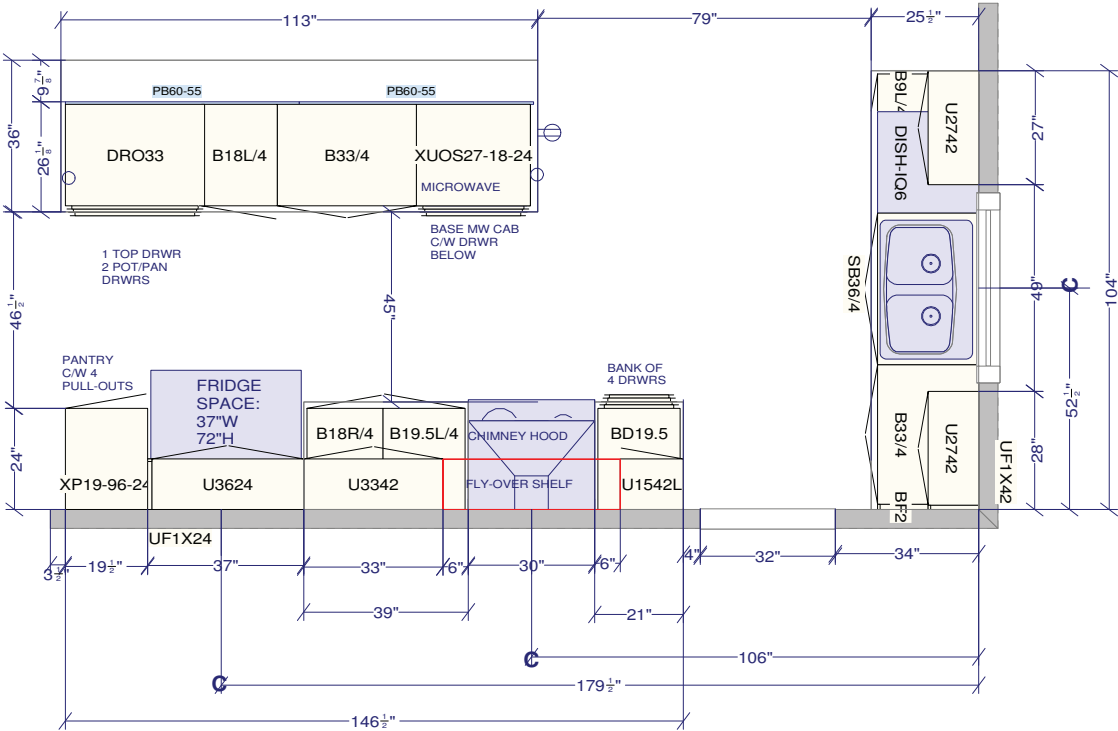 113"
79"
25½"
9⅞"
36"
26⅛"
PB60-55
PB60-55
DRO33
B18L/4
B33/4
XUOS27-18-24
MICROWAVE
B9L/4
U2742
27"
DISH-IQ6
1 TOP DRWR
2 POT/PAN
DRWRS
BASE MW CAB
C/W DRWR
BELOW
46½"
45"
SB36/4
49"
C
104"
52½"
PANTRY
C/W 4
PULL-OUTS
FRIDGE
SPACE:
37"W
72"H
BANK OF
4 DRWRS
24"
B18R/4
B19.5L/4
CHIMNEY HOOD
BD19.5
B33/4
U2742
28"
UF1X42
XP19-96-24
U3624
U3342
FLY-OVER SHELF
U1542L
BF2
UF1X24
3½"
19½"
37"
33"
6"
30"
6"
4"
32"
34"
39"
21"
C
106"
C
179½"
146½"